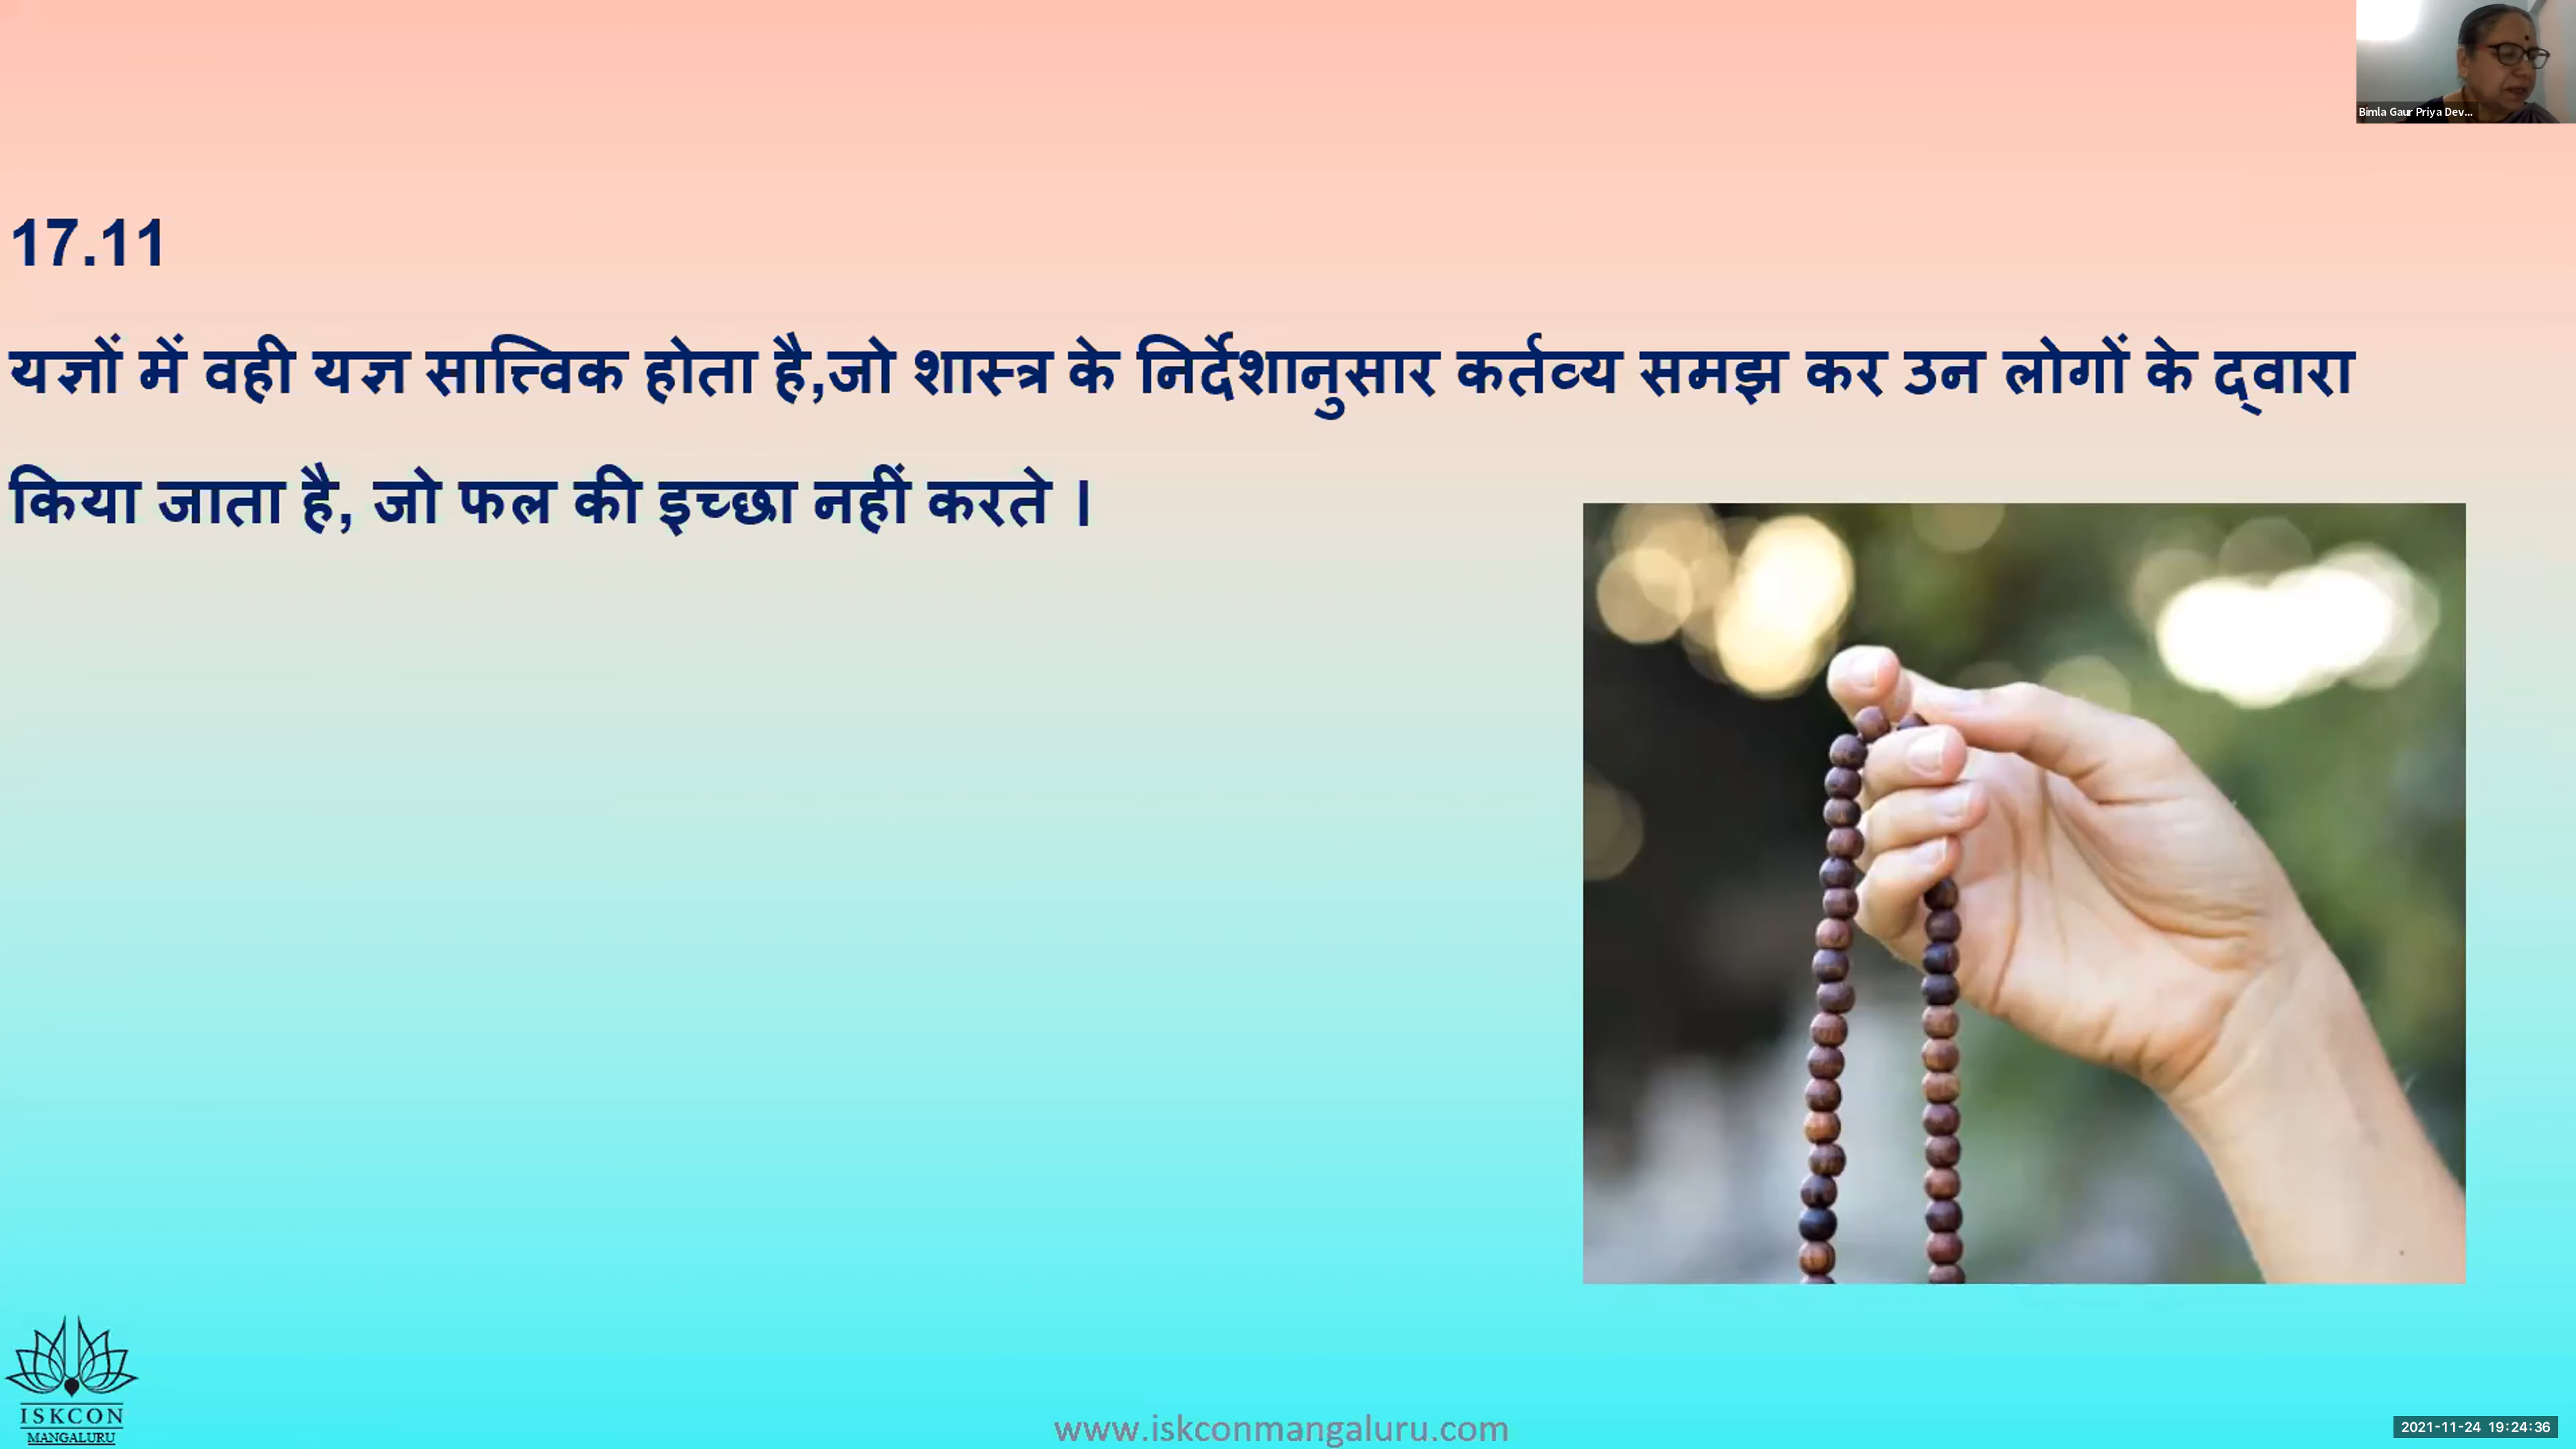 Bimla Gaur Priya Dev...
17.11
यज्ञों में वही यज्ञ सात्त्विक होता है,जो शास्त्र के निर्देशानुसार कर्तव्य समझ कर उन लोगों के द्वारा
किया जाता है, जो फल की इच्छा नहीं करते ।
ISKCON
MANGALURU
www.iskconmangaluru.com
2021-11-24 19:24:36